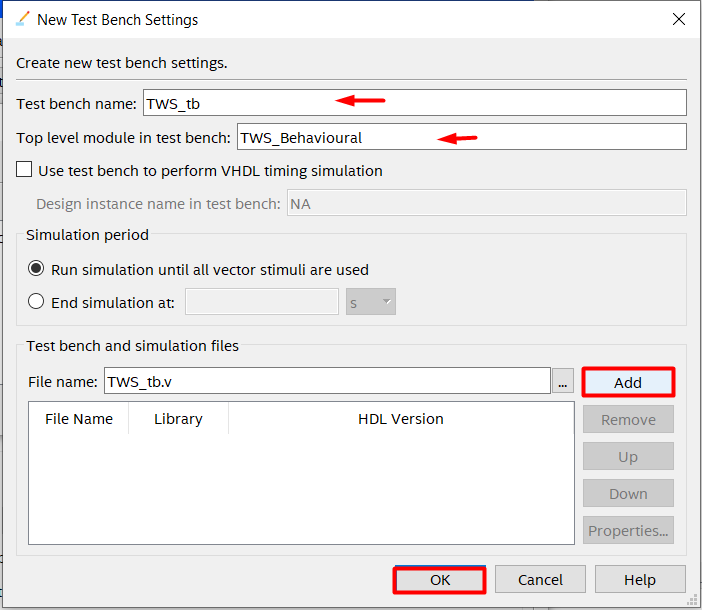 New Test Bench Settings
Create new test bench settings.
Test bench name: TWS_tb
Top level module in test bench: TWS_Behavioural
Use test bench to perform VHDL timing simulation
Design instance name in test bench: NA
Simulation period
Run simulation until all vector stimuli are used
End simulation at: s
Test bench and simulation files
File name: TWS_tb.v ... Add
File Name Library HDL Version
Remove
Up
Down
Properties...
OK Cancel Help